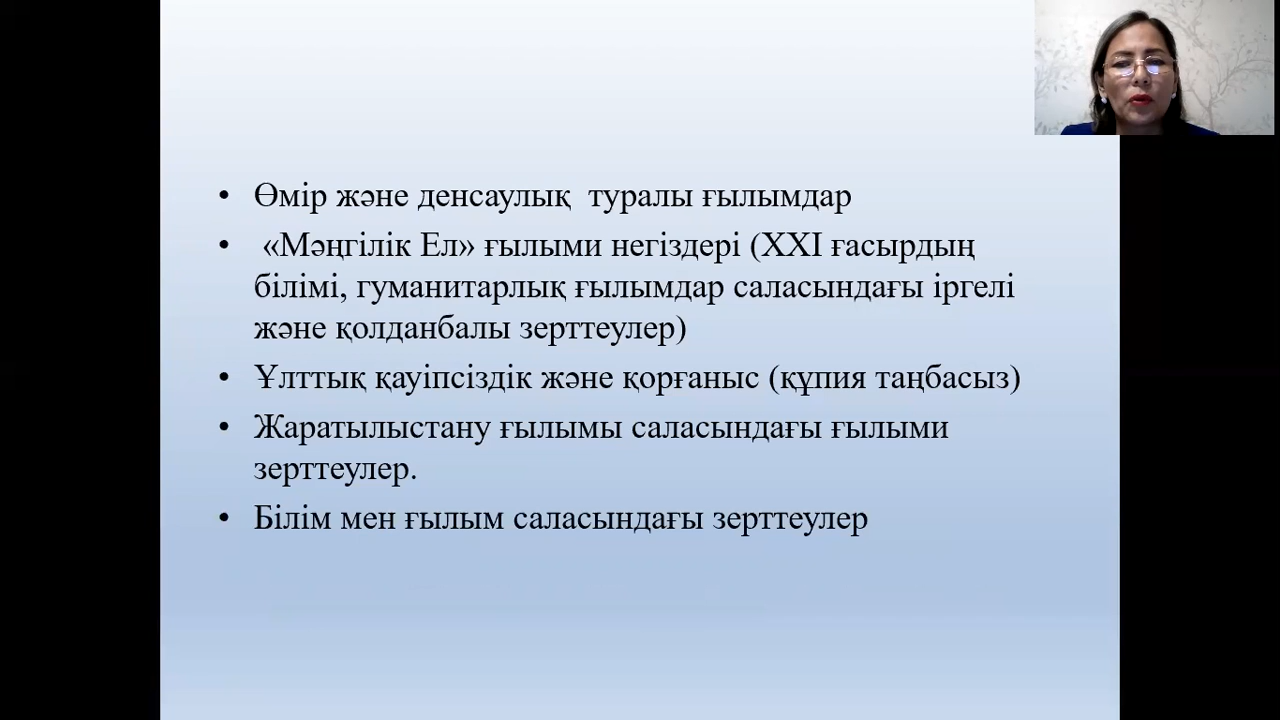 • Өмір және денсаулық туралы ғылымдар
• «Мәңгілік Ел» ғылыми негіздері (XXI ғасырдың
білімі, гуманитарлық ғылымдар саласындағы іргелі
және қолданбалы зерттеулер)
• Ұлттық қауіпсіздік және қорғаныс (құпия таңбасыз)
• Жаратылыстану ғылымы саласындағы ғылыми
зерттеулер.
• Білім мен ғылым саласындағы зерттеулер